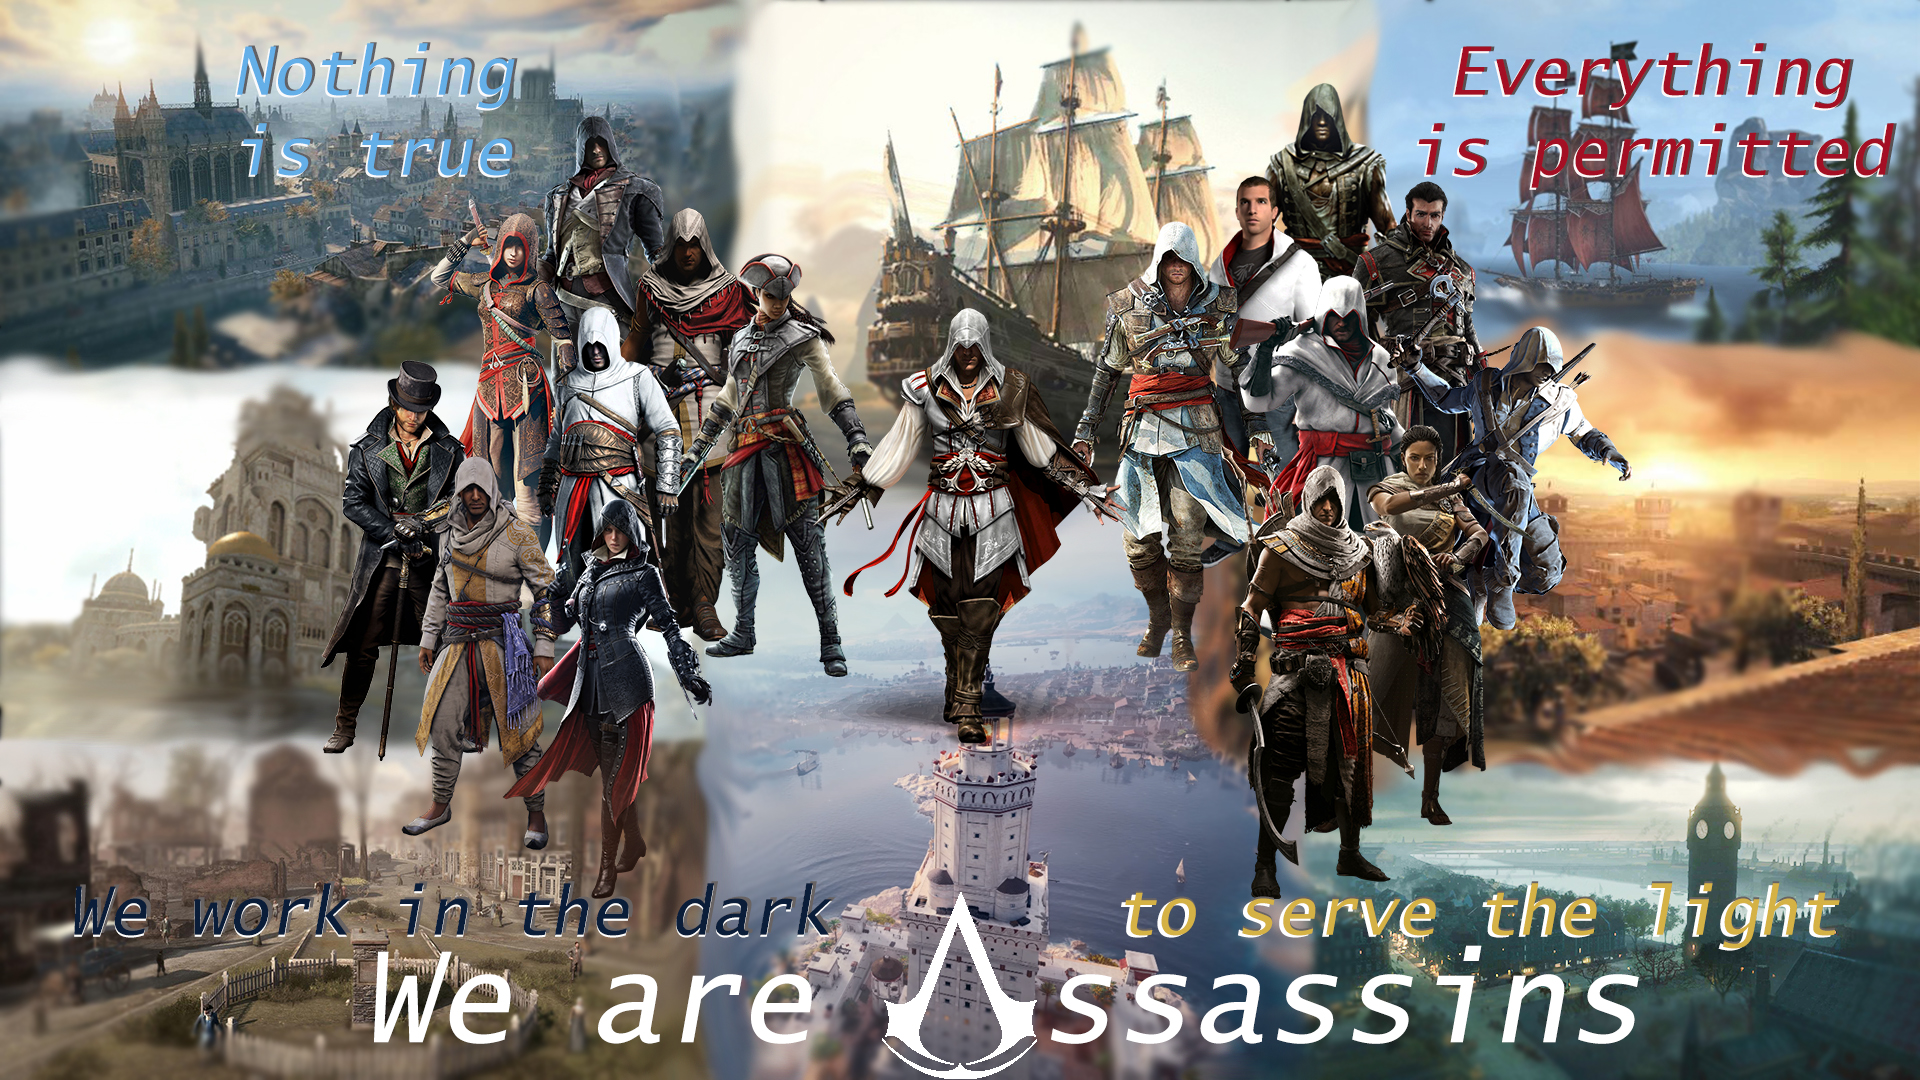 Nothing
is true
Everything
is permitted
We work in the dark
to serve the light
We are Assassins